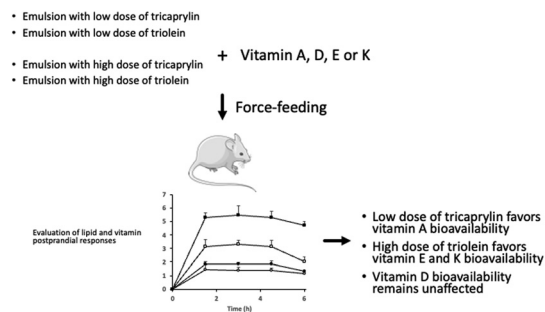 • Emulsion with low dose of tricaprylin
• Emulsion with low dose of triolein
• Emulsion with high dose of tricaprylin
• Emulsion with high dose of triolein
+ Vitamin A, D, E or K
Force-feeding
Evaluation of lipid and vitamin
postprandial responses
7
6
5
4
3
2
1
0
0 2 4 6
Time (h)
• Low dose of tricaprylin favors
vitamin A bioavailability
• High dose of triolein favors
vitamin E and K bioavailability
• Vitamin D bioavailability
remains unaffected